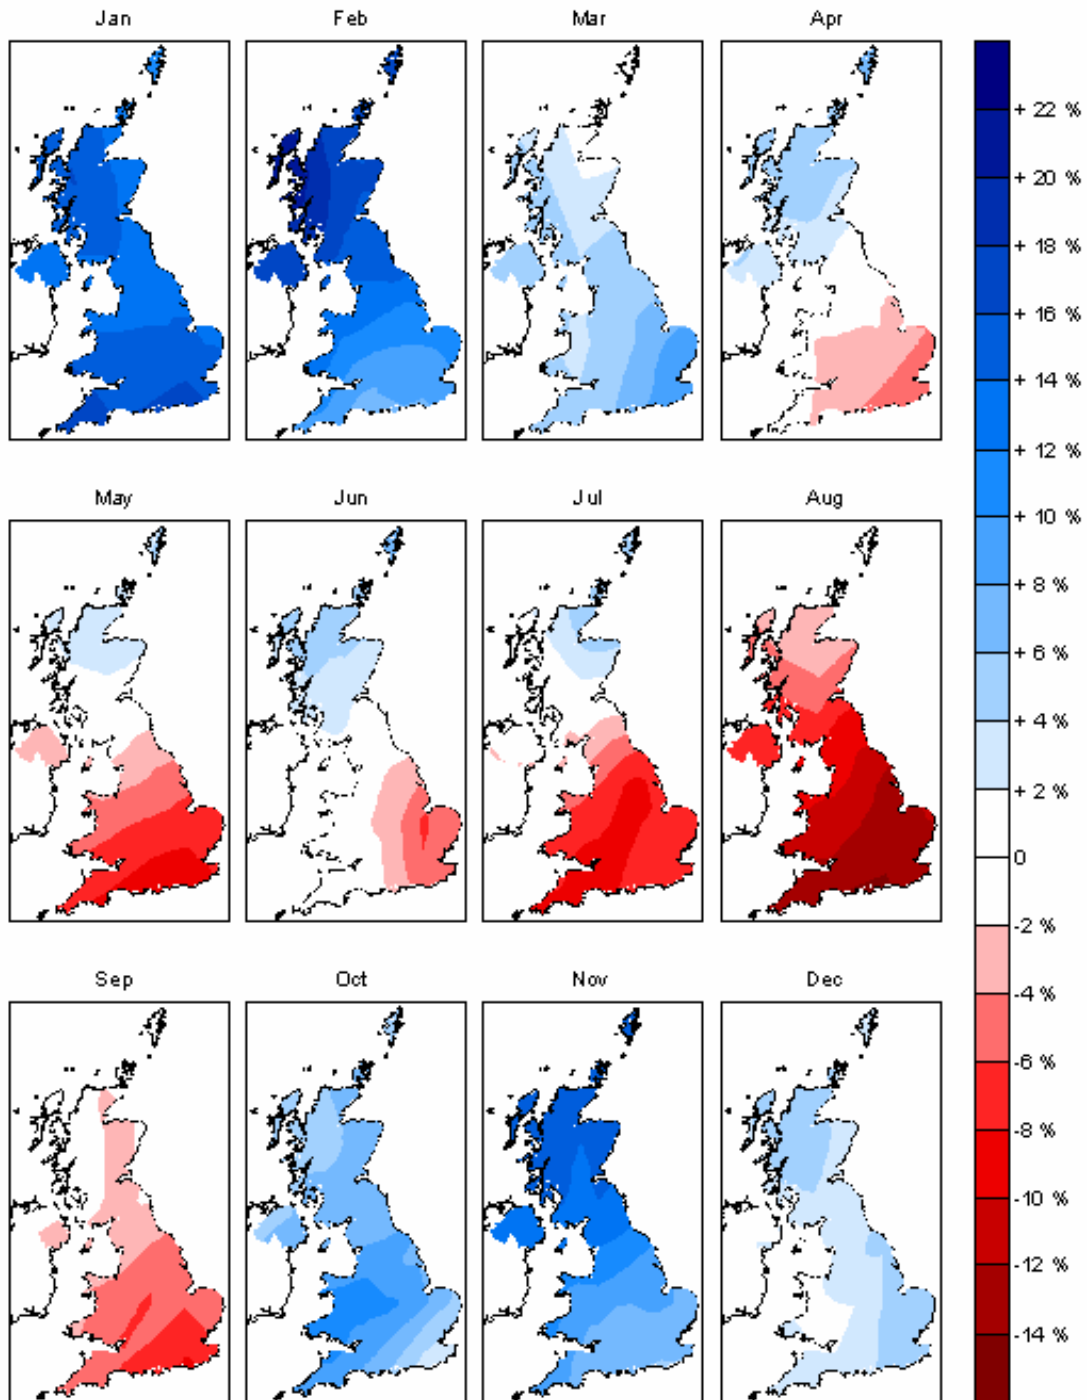 Jan Feb Mar Apr
+ 22 %
+ 20 %
+ 18 %
+ 16 %
+ 14 %
+ 12 %
+ 10 %
+ 8 %
+ 6 %
+ 4 %
+ 2 %
0
-2 %
-4 %
-6 %
-8 %
-10 %
-12 %
-14 %
May Jun Jul Aug
Sep Oct Nov Dec